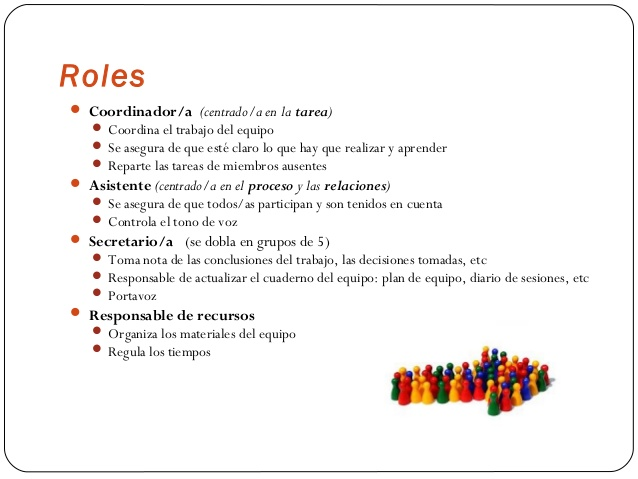 Roles
Coordinador/a (centrado/a en la tarea)
Coordina el trabajo del equipo
Se asegura de que esté claro lo que hay que realizar y aprender
Reparte las tareas de miembros ausentes
Asistente (centrado/a en el proceso y las relaciones)
Se asegura de que todos/as participan y son tenidos en cuenta
Controla el tono de voz
Secretario/a (se dobla en grupos de 5)
Toma nota de las conclusiones del trabajo, las decisiones tomadas, etc
Responsable de actualizar el cuaderno del equipo: plan de equipo, diario de sesiones, etc
Portavoz
Responsable de recursos
Organiza los materiales del equipo
Regula los tiempos